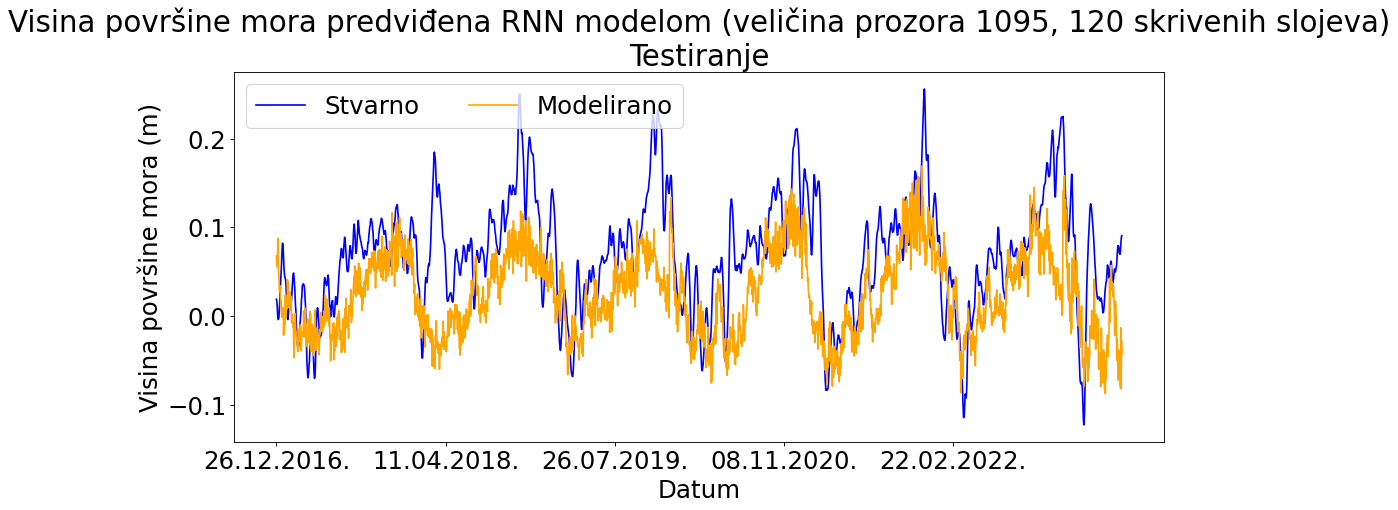 Visina površine mora predviđena RNN modelom (veličina prozora 1095, 120 skrivenih slojeva)
Testiranje
Stvarno
Modelirano
Visina površine mora (m)
0.2
0.1
0.0
−0.1
26.12.2016.
11.04.2018.
26.07.2019.
08.11.2020.
22.02.2022.
Datum